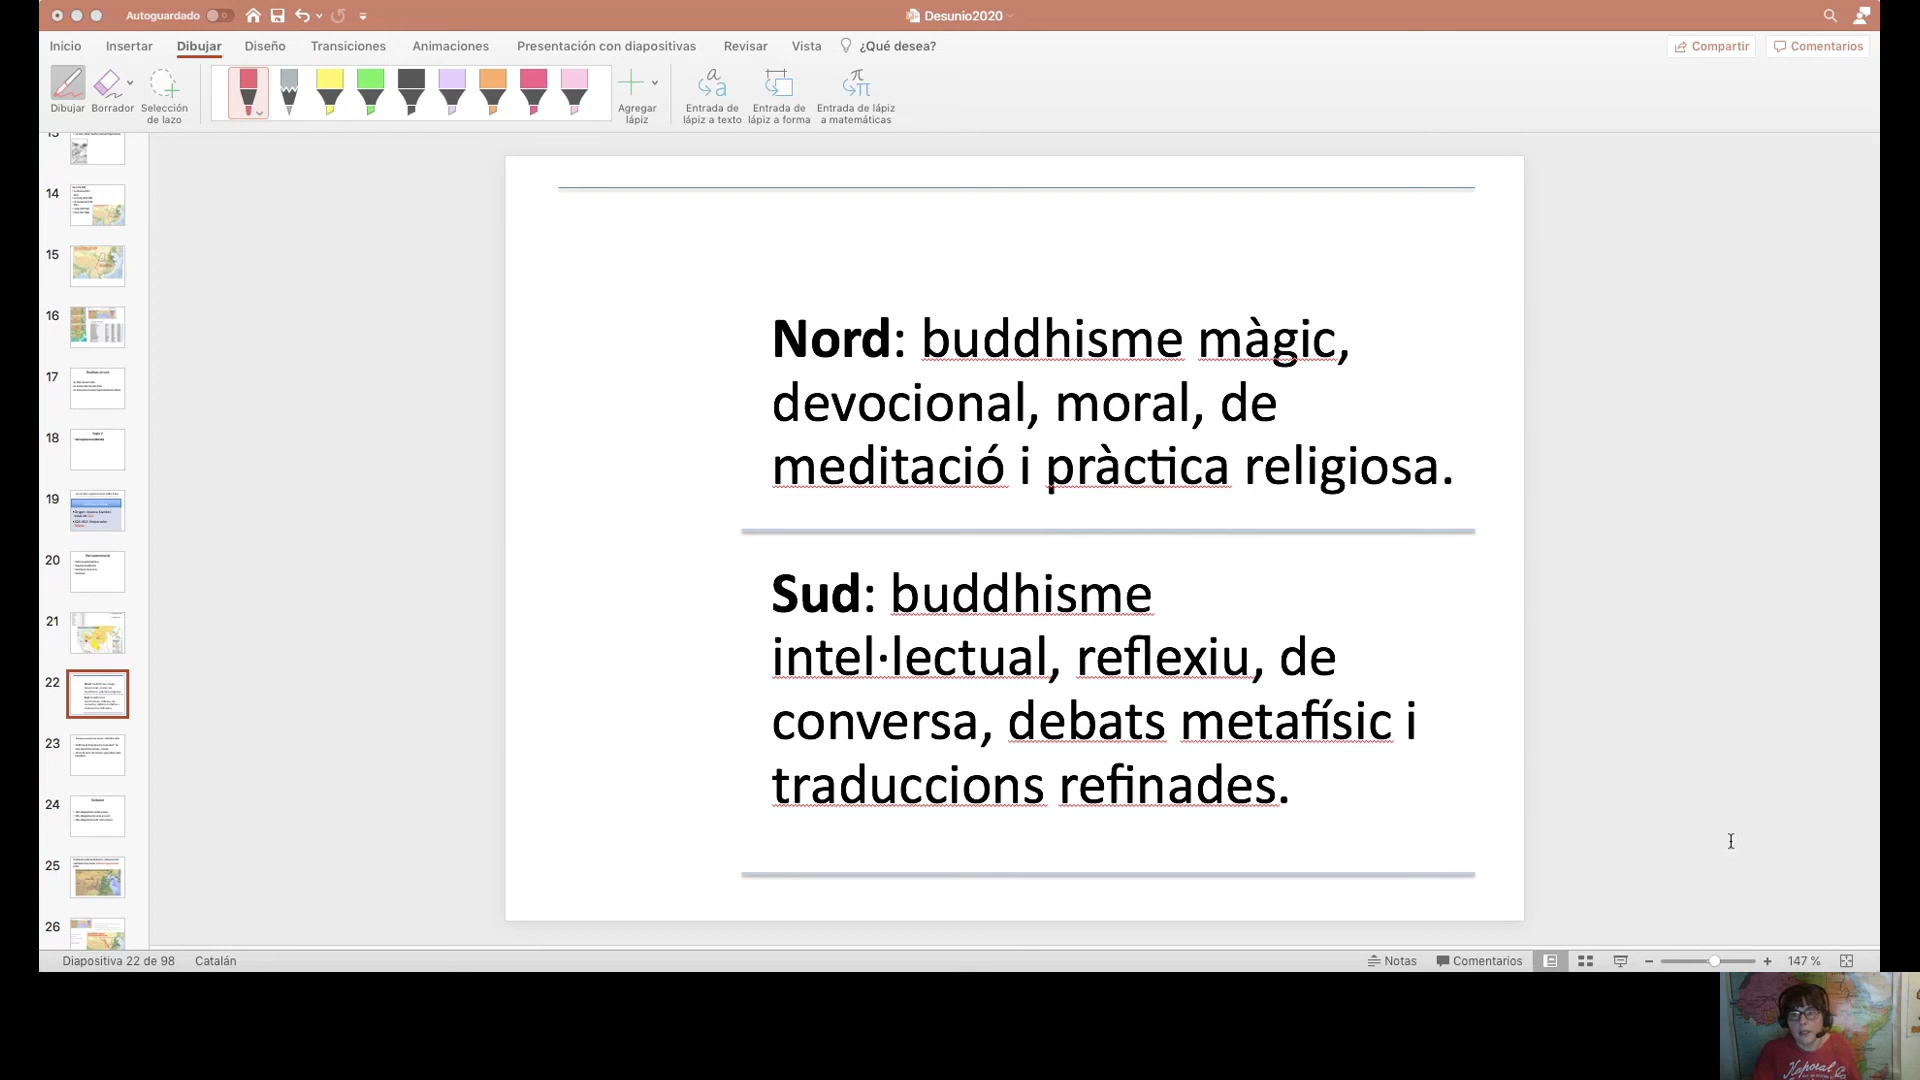 Autoguardado
Desunio2020
Inicio Insertar Dibujar Diseño Transiciones Animaciones Presentación con diapositivas Revisar Vista ¿Qué desea? Compartir Comentarios
Dibujar Borrador Selección de lazo Agregar lápiz Entrada de lápiz a texto Entrada de lápiz a forma Entrada de lápiz a matemáticas
13
14
15
16
17
18
19
20
21
22
23
24
25
26
Nord: buddhisme màgic,
devocional, moral, de
meditació i pràctica religiosa.
Sud: buddhisme
intel·lectual, reflexiu, de
conversa, debats metafísic i
traduccions refinades.
Diapositiva 22 de 98 Catalán Notas Comentarios 147 %